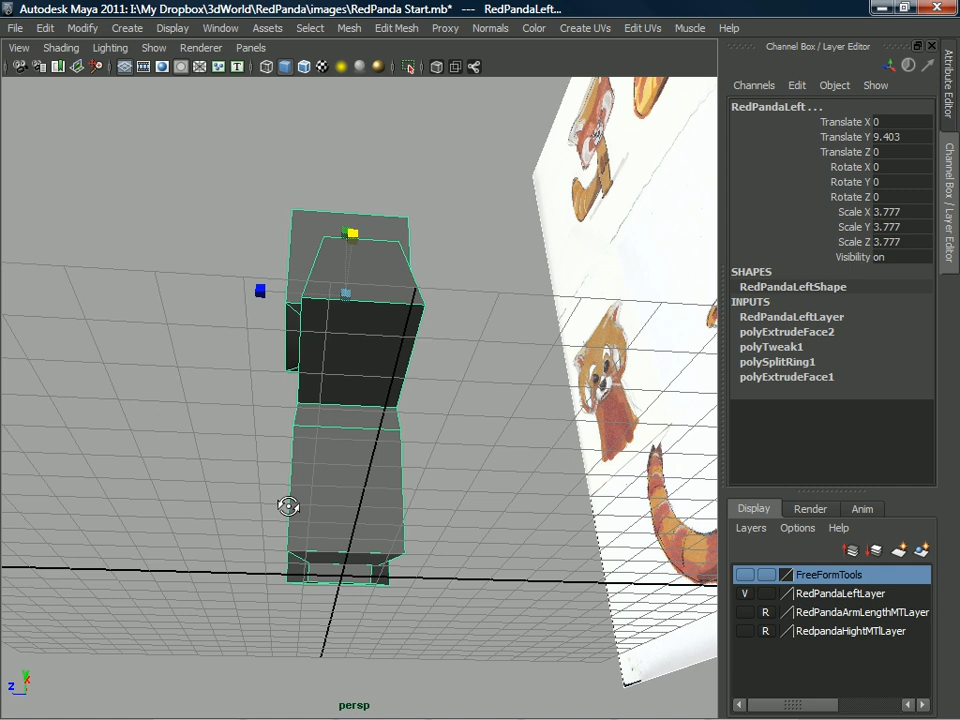 Autodesk Maya 2011: I:\My Dropbox\3dWorld\RedPanda\images\RedPanda Start.mb* --- RedPandaLeft...
File Edit Modify Create Display Window Assets Select Mesh Edit Mesh Proxy Normals Color Create UVs Edit UVs Muscle Help
View Shading Lighting Show Renderer Panels
Channel Box / Layer Editor
Channels Edit Object Show
RedPandaLeft . . .
Translate X 0
Translate Y 9.403
Translate Z 0
Rotate X 0
Rotate Y 0
Rotate Z 0
Scale X 3.777
Scale Y 3.777
Scale Z 3.777
Visibility on
SHAPES
RedPandaLeftShape
INPUTS
RedPandaLeftLayer
polyExtrudeFace2
polyTweak1
polySplitRing1
polyExtrudeFace1
Attribute Editor
Channel Box / Layer Editor
Display Render Anim
Layers Options Help
FreeFormTools
V RedPandaLeftLayer
R RedPandaArmLengthMTLayer
R RedpandaHightMTlLayer
y
z x
persp